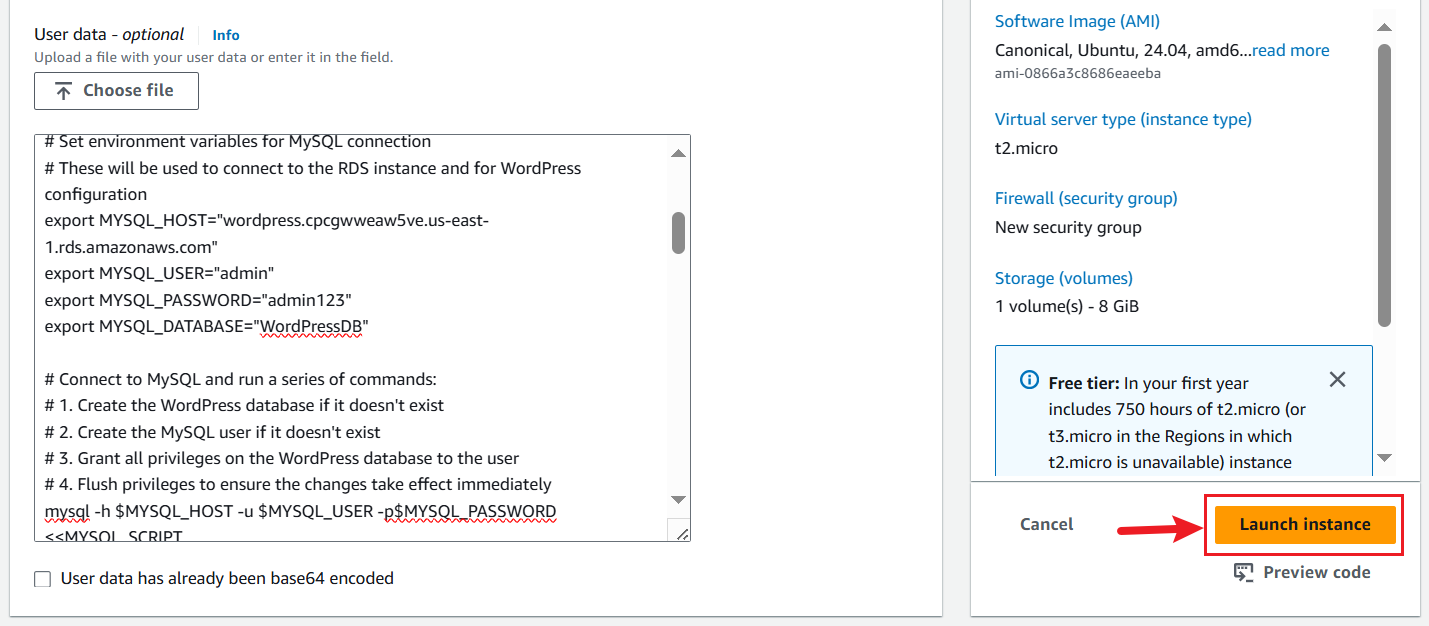 User data - optional Info
Upload a file with your user data or enter it in the field.
Choose file
# Set environment variables for MySQL connection
# These will be used to connect to the RDS instance and for WordPress
configuration
export MYSQL_HOST="wordpress.cpcgwweaw5ve.us-east-
1.rds.amazonaws.com"
export MYSQL_USER="admin"
export MYSQL_PASSWORD="admin123"
export MYSQL_DATABASE="WordPressDB"
# Connect to MySQL and run a series of commands:
# 1. Create the WordPress database if it doesn't exist
# 2. Create the MySQL user if it doesn't exist
# 3. Grant all privileges on the WordPress database to the user
# 4. Flush privileges to ensure the changes take effect immediately
mysql -h $MYSQL_HOST -u $MYSQL_USER -p$MYSQL_PASSWORD
<<MYSQL_SCRIPT
User data has already been base64 encoded
Software Image (AMI)
Canonical, Ubuntu, 24.04, amd6...read more
ami-0866a3c8686eaeeba
Virtual server type (instance type)
t2.micro
Firewall (security group)
New security group
Storage (volumes)
1 volume(s) - 8 GiB
Free tier: In your first year
includes 750 hours of t2.micro (or
t3.micro in the Regions in which
t2.micro is unavailable) instance
Cancel
Launch instance
Preview code